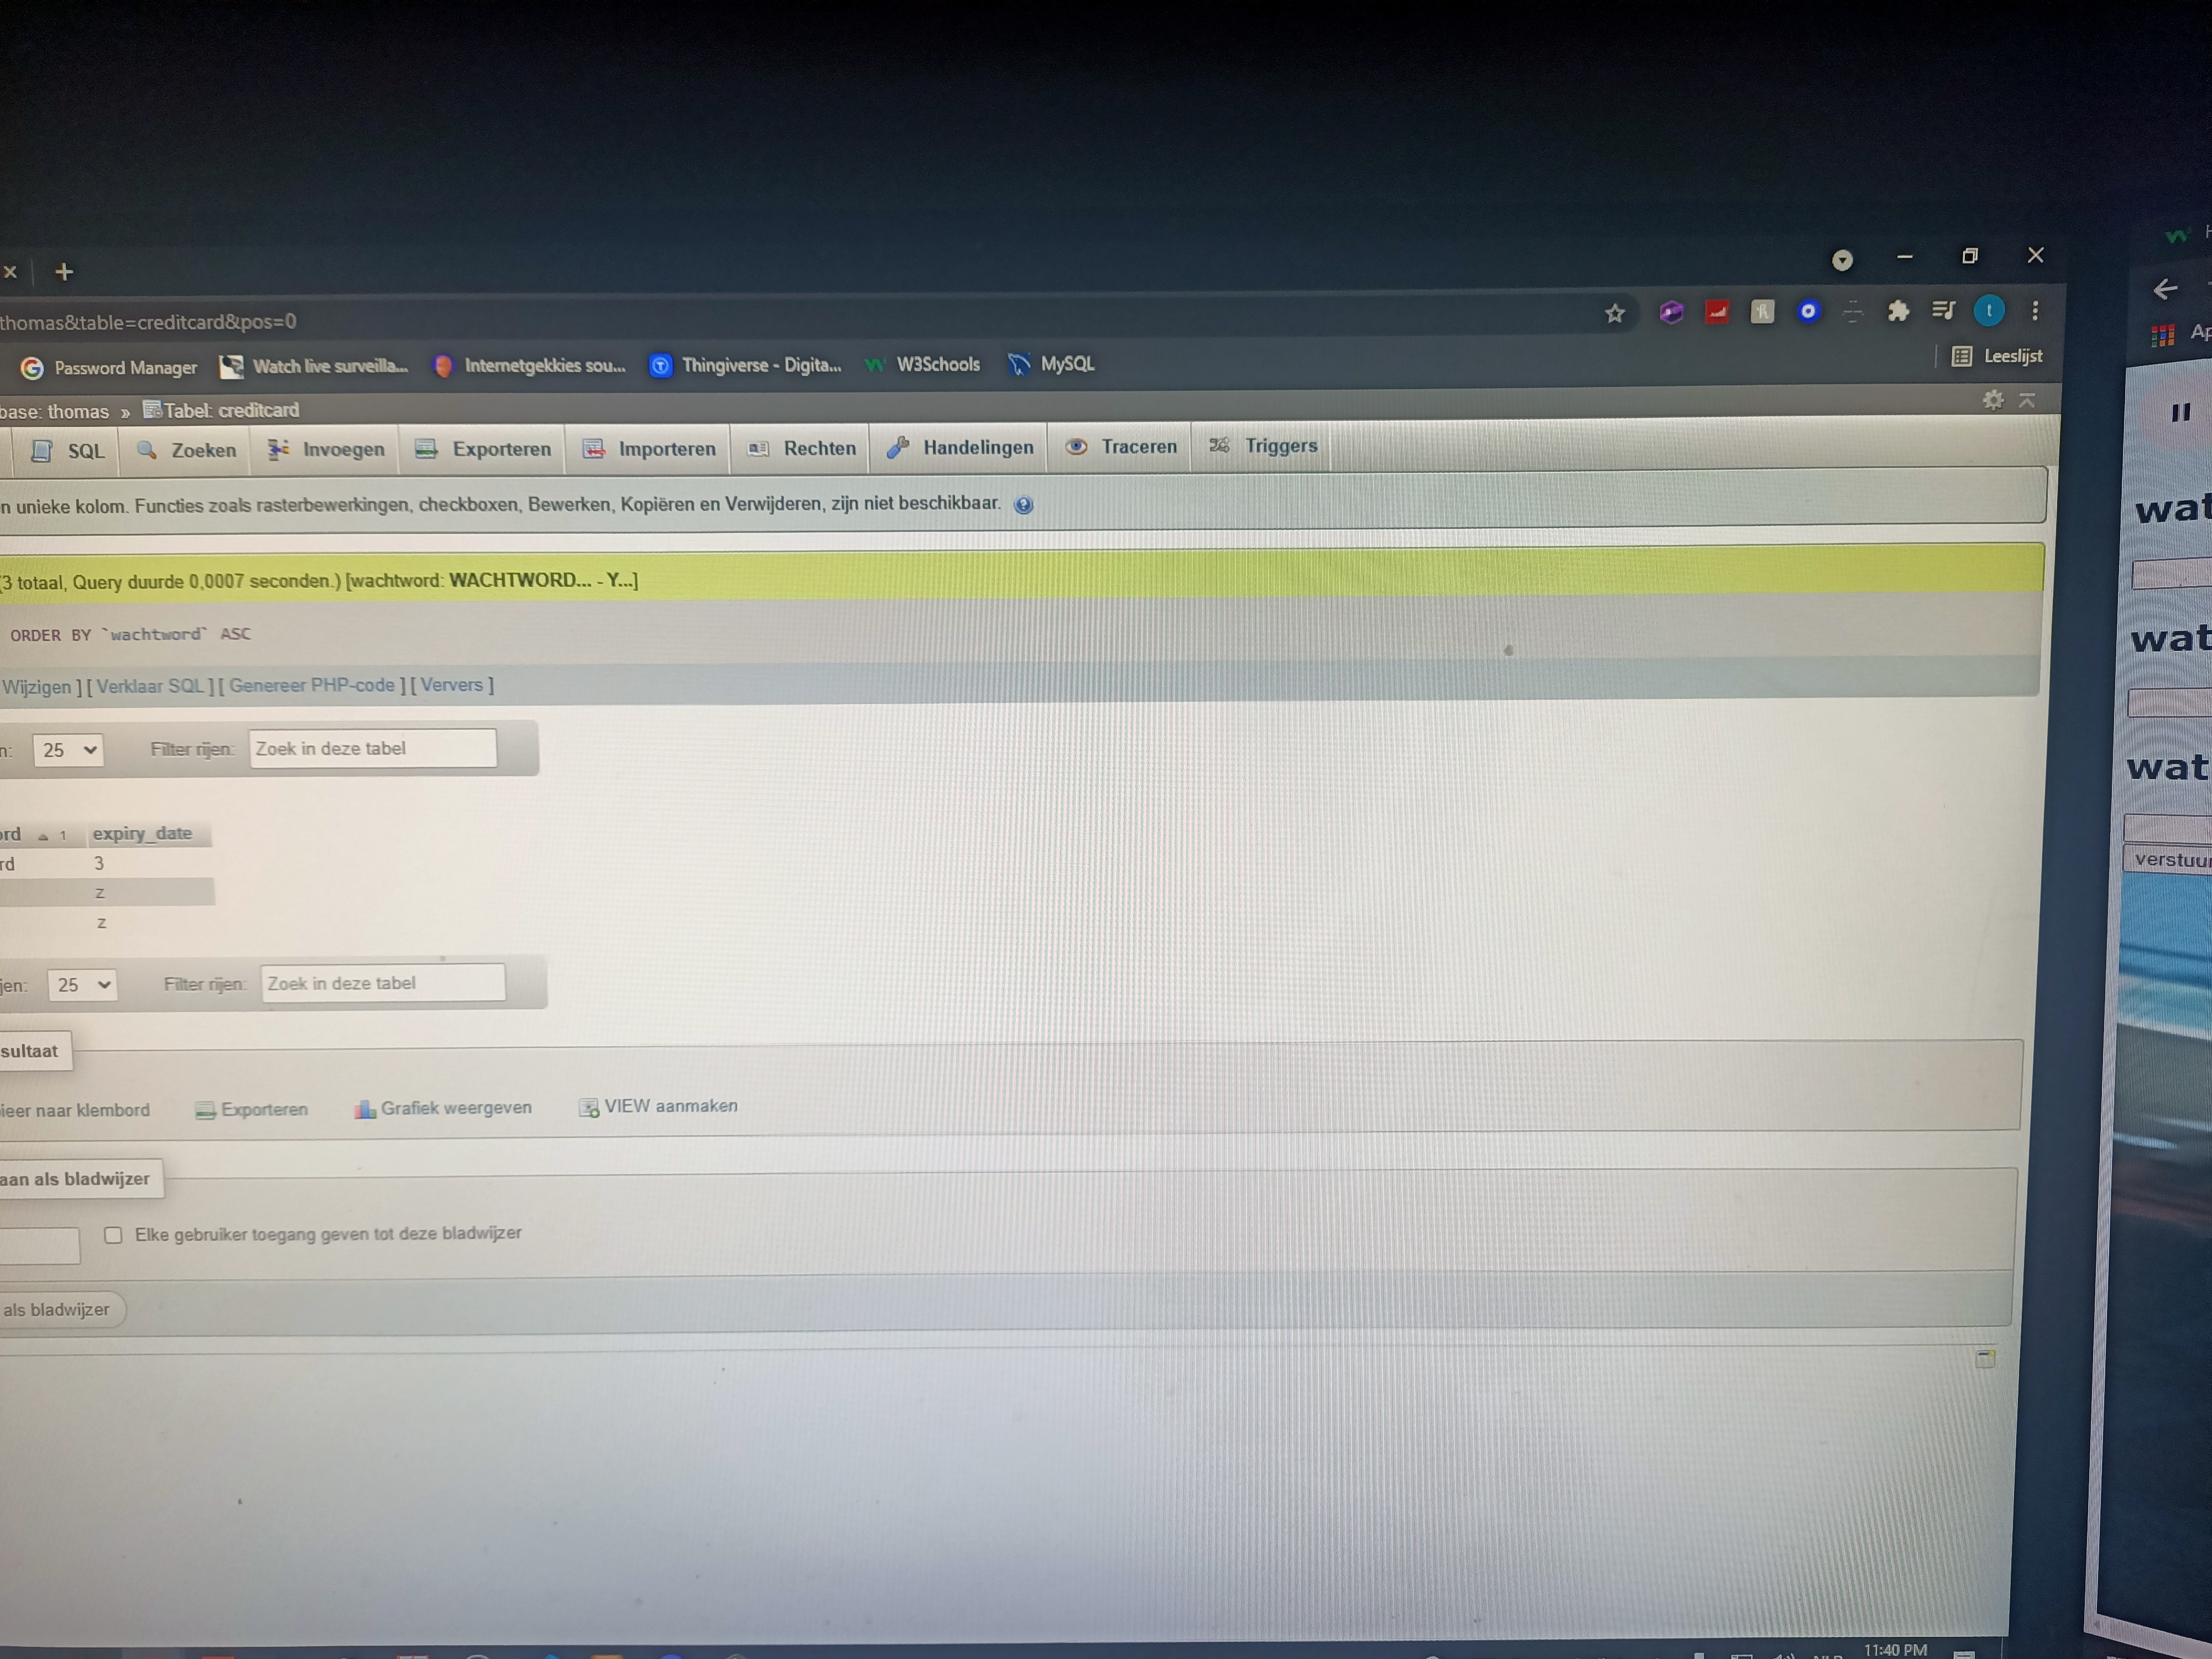 thomas&table=creditcard&pos=0
Password Manager Watch live surveilla... Internetgekkies sou... Thingiverse - Digita... W3Schools MySQL Leeslijst
base: thomas » Tabel: creditcard
SQL Zoeken Invoegen Exporteren Importeren Rechten Handelingen Traceren Triggers
n unieke kolom. Functies zoals rasterbewerkingen, checkboxen, Bewerken, Kopiëren en Verwijderen, zijn niet beschikbaar.
(3 totaal, Query duurde 0,0007 seconden.) [wachtword: WACHTWORD... - Y...]
ORDER BY `wachtword` ASC
Wijzigen ] [ Verklaar SQL ] [ Genereer PHP-code ] [ Ververs ]
n: 25 Filter rijen: Zoek in deze tabel
ord 1 expiry_date
rd 3
z
z
jen: 25 Filter rijen: Zoek in deze tabel
sultaat
ieer naar klembord Exporteren Grafiek weergeven VIEW aanmaken
aan als bladwijzer
Elke gebruiker toegang geven tot deze bladwijzer
als bladwijzer
11:40 PM
Ap
wat
wat
wat
verstuur